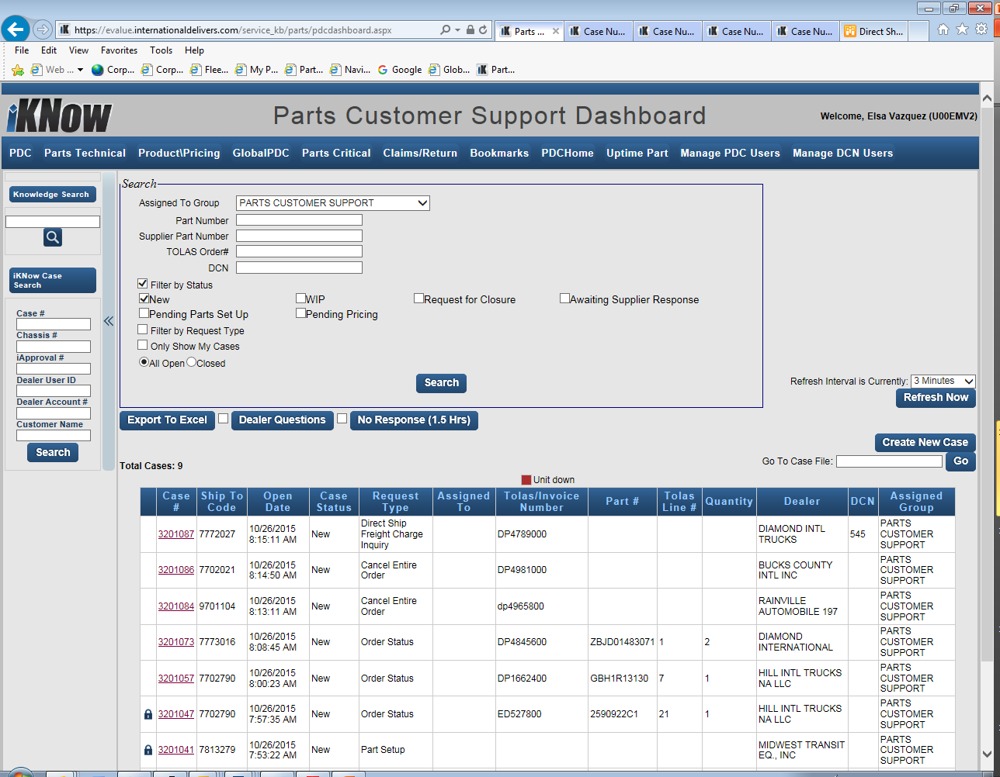 https://evalue.internationaldelivers.com/service_kb/parts/pdcdashboard.aspx
Parts ...
Case Nu...
Case Nu...
Case Nu...
Case Nu...
Direct Sh...
File Edit View Favorites Tools Help
Web ...
Corp...
Corp...
Flee...
My P...
Part...
Navi...
Google
Glob...
Part...
iKNow
Parts Customer Support Dashboard
Welcome, Elsa Vazquez (U00EMV2)
PDC Parts Technical Product\Pricing GlobalPDC Parts Critical Claims/Return Bookmarks PDCHome Uptime Part Manage PDC Users Manage DCN Users
Knowledge Search
iKNow Case
Search
Case #
Chassis #
iApproval #
Dealer User ID
Dealer Account #
Customer Name
Search
Search
Assigned To Group PARTS CUSTOMER SUPPORT
Part Number
Supplier Part Number
TOLAS Order#
DCN
Filter by Status
New WIP Request for Closure Awaiting Supplier Response
Pending Parts Set Up Pending Pricing
Filter by Request Type
Only Show My Cases
All Open Closed
Search
Refresh Interval is Currently: 3 Minutes
Refresh Now
Export To Excel Dealer Questions No Response (1.5 Hrs)
Create New Case
Go To Case File: Go
Total Cases: 9
Unit down
Case # Ship To Code Open Date Case Status Request Type Assigned To Tolas/Invoice Number Part # Tolas Line # Quantity Dealer DCN Assigned Group
3201087 7772027 10/26/2015 8:15:11 AM New Direct Ship Freight Charge Inquiry DP4789000 DIAMOND INTL TRUCKS 545 PARTS CUSTOMER SUPPORT
3201086 7702021 10/26/2015 8:14:50 AM New Cancel Entire Order DP4981000 BUCKS COUNTY INTL INC PARTS CUSTOMER SUPPORT
3201084 9701104 10/26/2015 8:13:11 AM New Cancel Entire Order dp4965800 RAINVILLE AUTOMOBILE 197 PARTS CUSTOMER SUPPORT
3201073 7773016 10/26/2015 8:08:45 AM New Order Status DP4845600 ZBJD01483071 1 2 DIAMOND INTERNATIONAL PARTS CUSTOMER SUPPORT
3201057 7702790 10/26/2015 8:00:23 AM New Order Status DP1662400 GBH1R13130 7 1 HILL INTL TRUCKS NA LLC PARTS CUSTOMER SUPPORT
3201047 7702790 10/26/2015 7:57:35 AM New Order Status ED527800 2590922C1 21 1 HILL INTL TRUCKS NA LLC PARTS CUSTOMER SUPPORT
3201041 7813279 10/26/2015 7:53:22 AM New Part Setup MIDWEST TRANSIT EQ., INC PARTS CUSTOMER SUPPORT